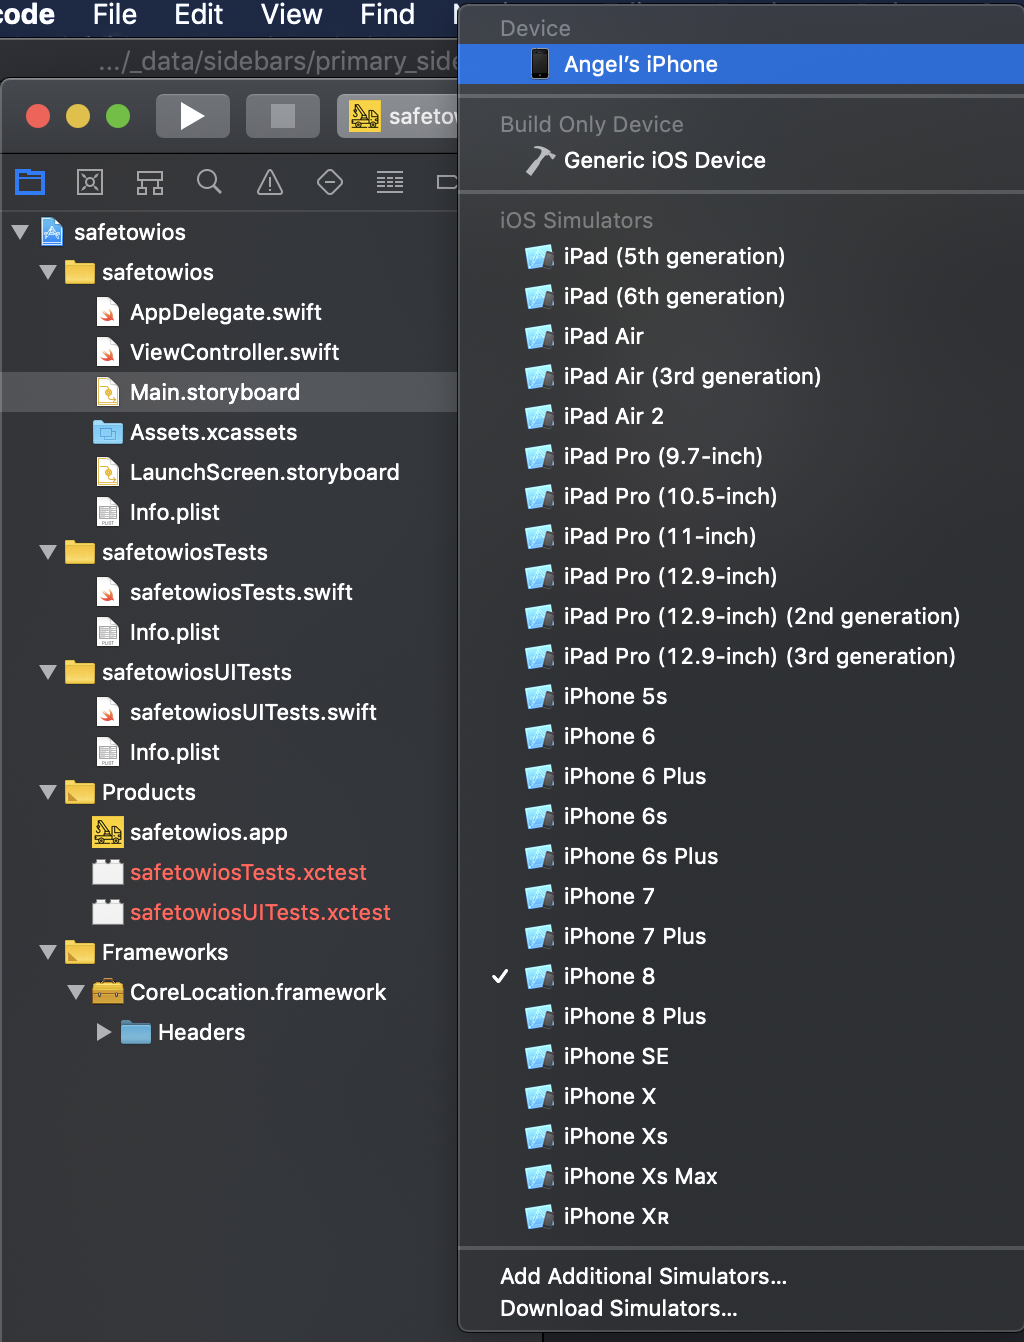 code File Edit View Find
.../_data/sidebars/primary_side
safetow
safetowios
safetowios
AppDelegate.swift
ViewController.swift
Main.storyboard
Assets.xcassets
LaunchScreen.storyboard
Info.plist
safetowiosTests
safetowiosTests.swift
Info.plist
safetowiosUITests
safetowiosUITests.swift
Info.plist
Products
safetowios.app
safetowiosTests.xctest
safetowiosUITests.xctest
Frameworks
CoreLocation.framework
Headers
Device
Angel’s iPhone
Build Only Device
Generic iOS Device
iOS Simulators
iPad (5th generation)
iPad (6th generation)
iPad Air
iPad Air (3rd generation)
iPad Air 2
iPad Pro (9.7-inch)
iPad Pro (10.5-inch)
iPad Pro (11-inch)
iPad Pro (12.9-inch)
iPad Pro (12.9-inch) (2nd generation)
iPad Pro (12.9-inch) (3rd generation)
iPhone 5s
iPhone 6
iPhone 6 Plus
iPhone 6s
iPhone 6s Plus
iPhone 7
iPhone 7 Plus
iPhone 8
iPhone 8 Plus
iPhone SE
iPhone X
iPhone Xs
iPhone Xs Max
iPhone Xʀ
Add Additional Simulators...
Download Simulators...